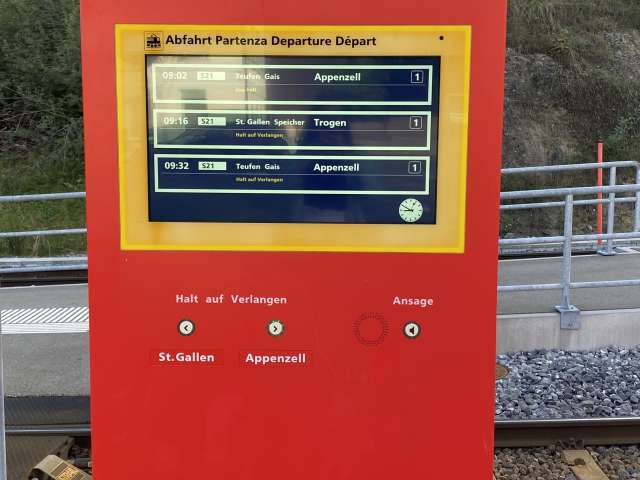 Abfahrt Partenza Departure Départ
09:02 S21 Teufen Gais Appenzell 1
09:16 S21 St. Gallen Speicher Trogen 1
Halt auf Verlangen
09:32 S21 Teufen Gais Appenzell 1
Halt auf Verlangen
Halt auf Verlangen
Ansage
St.Gallen
Appenzell